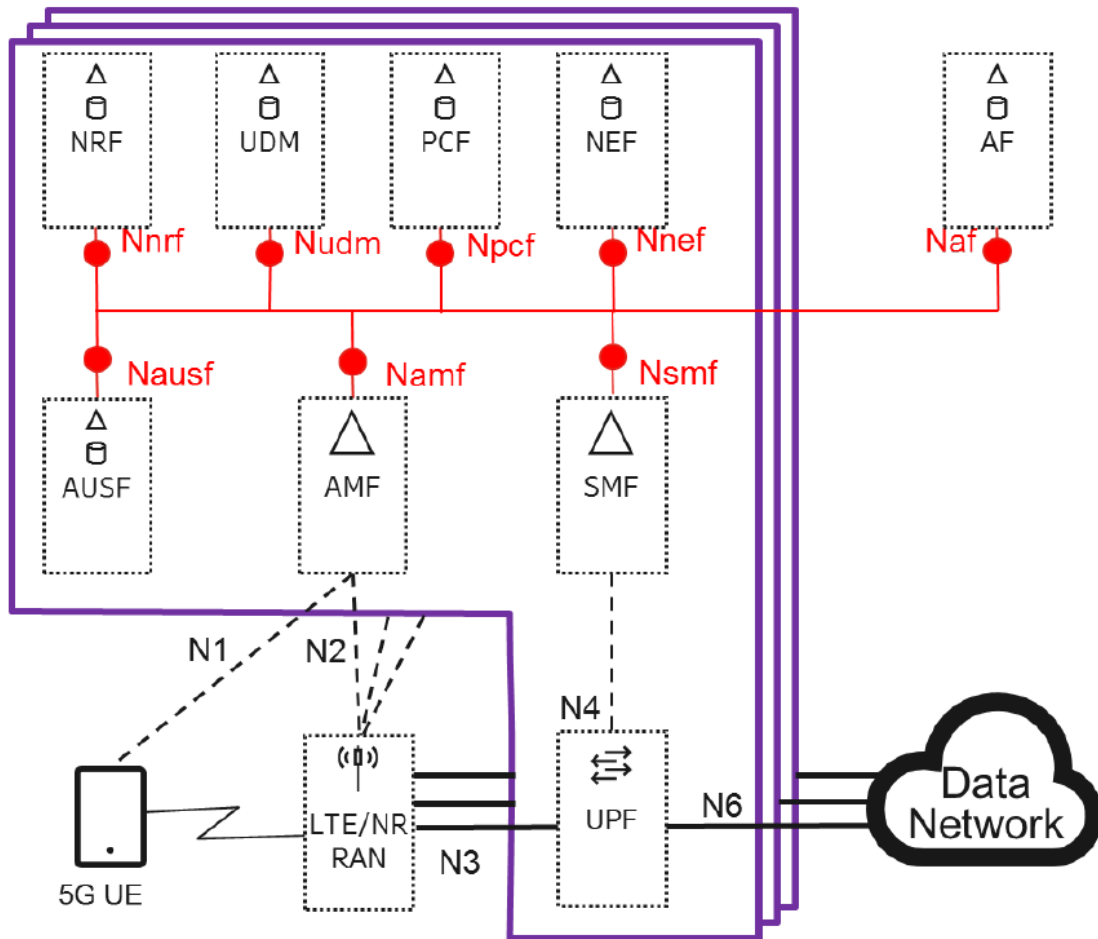 NRF
UDM
PCF
NEF
AF
Nnrf
Nudm
Npcf
Nnef
Naf
Nausf
Namf
Nsmf
AUSF
AMF
SMF
N1
N2
N4
LTE/NR
RAN
UPF
N6
Data
Network
N3
5G UE